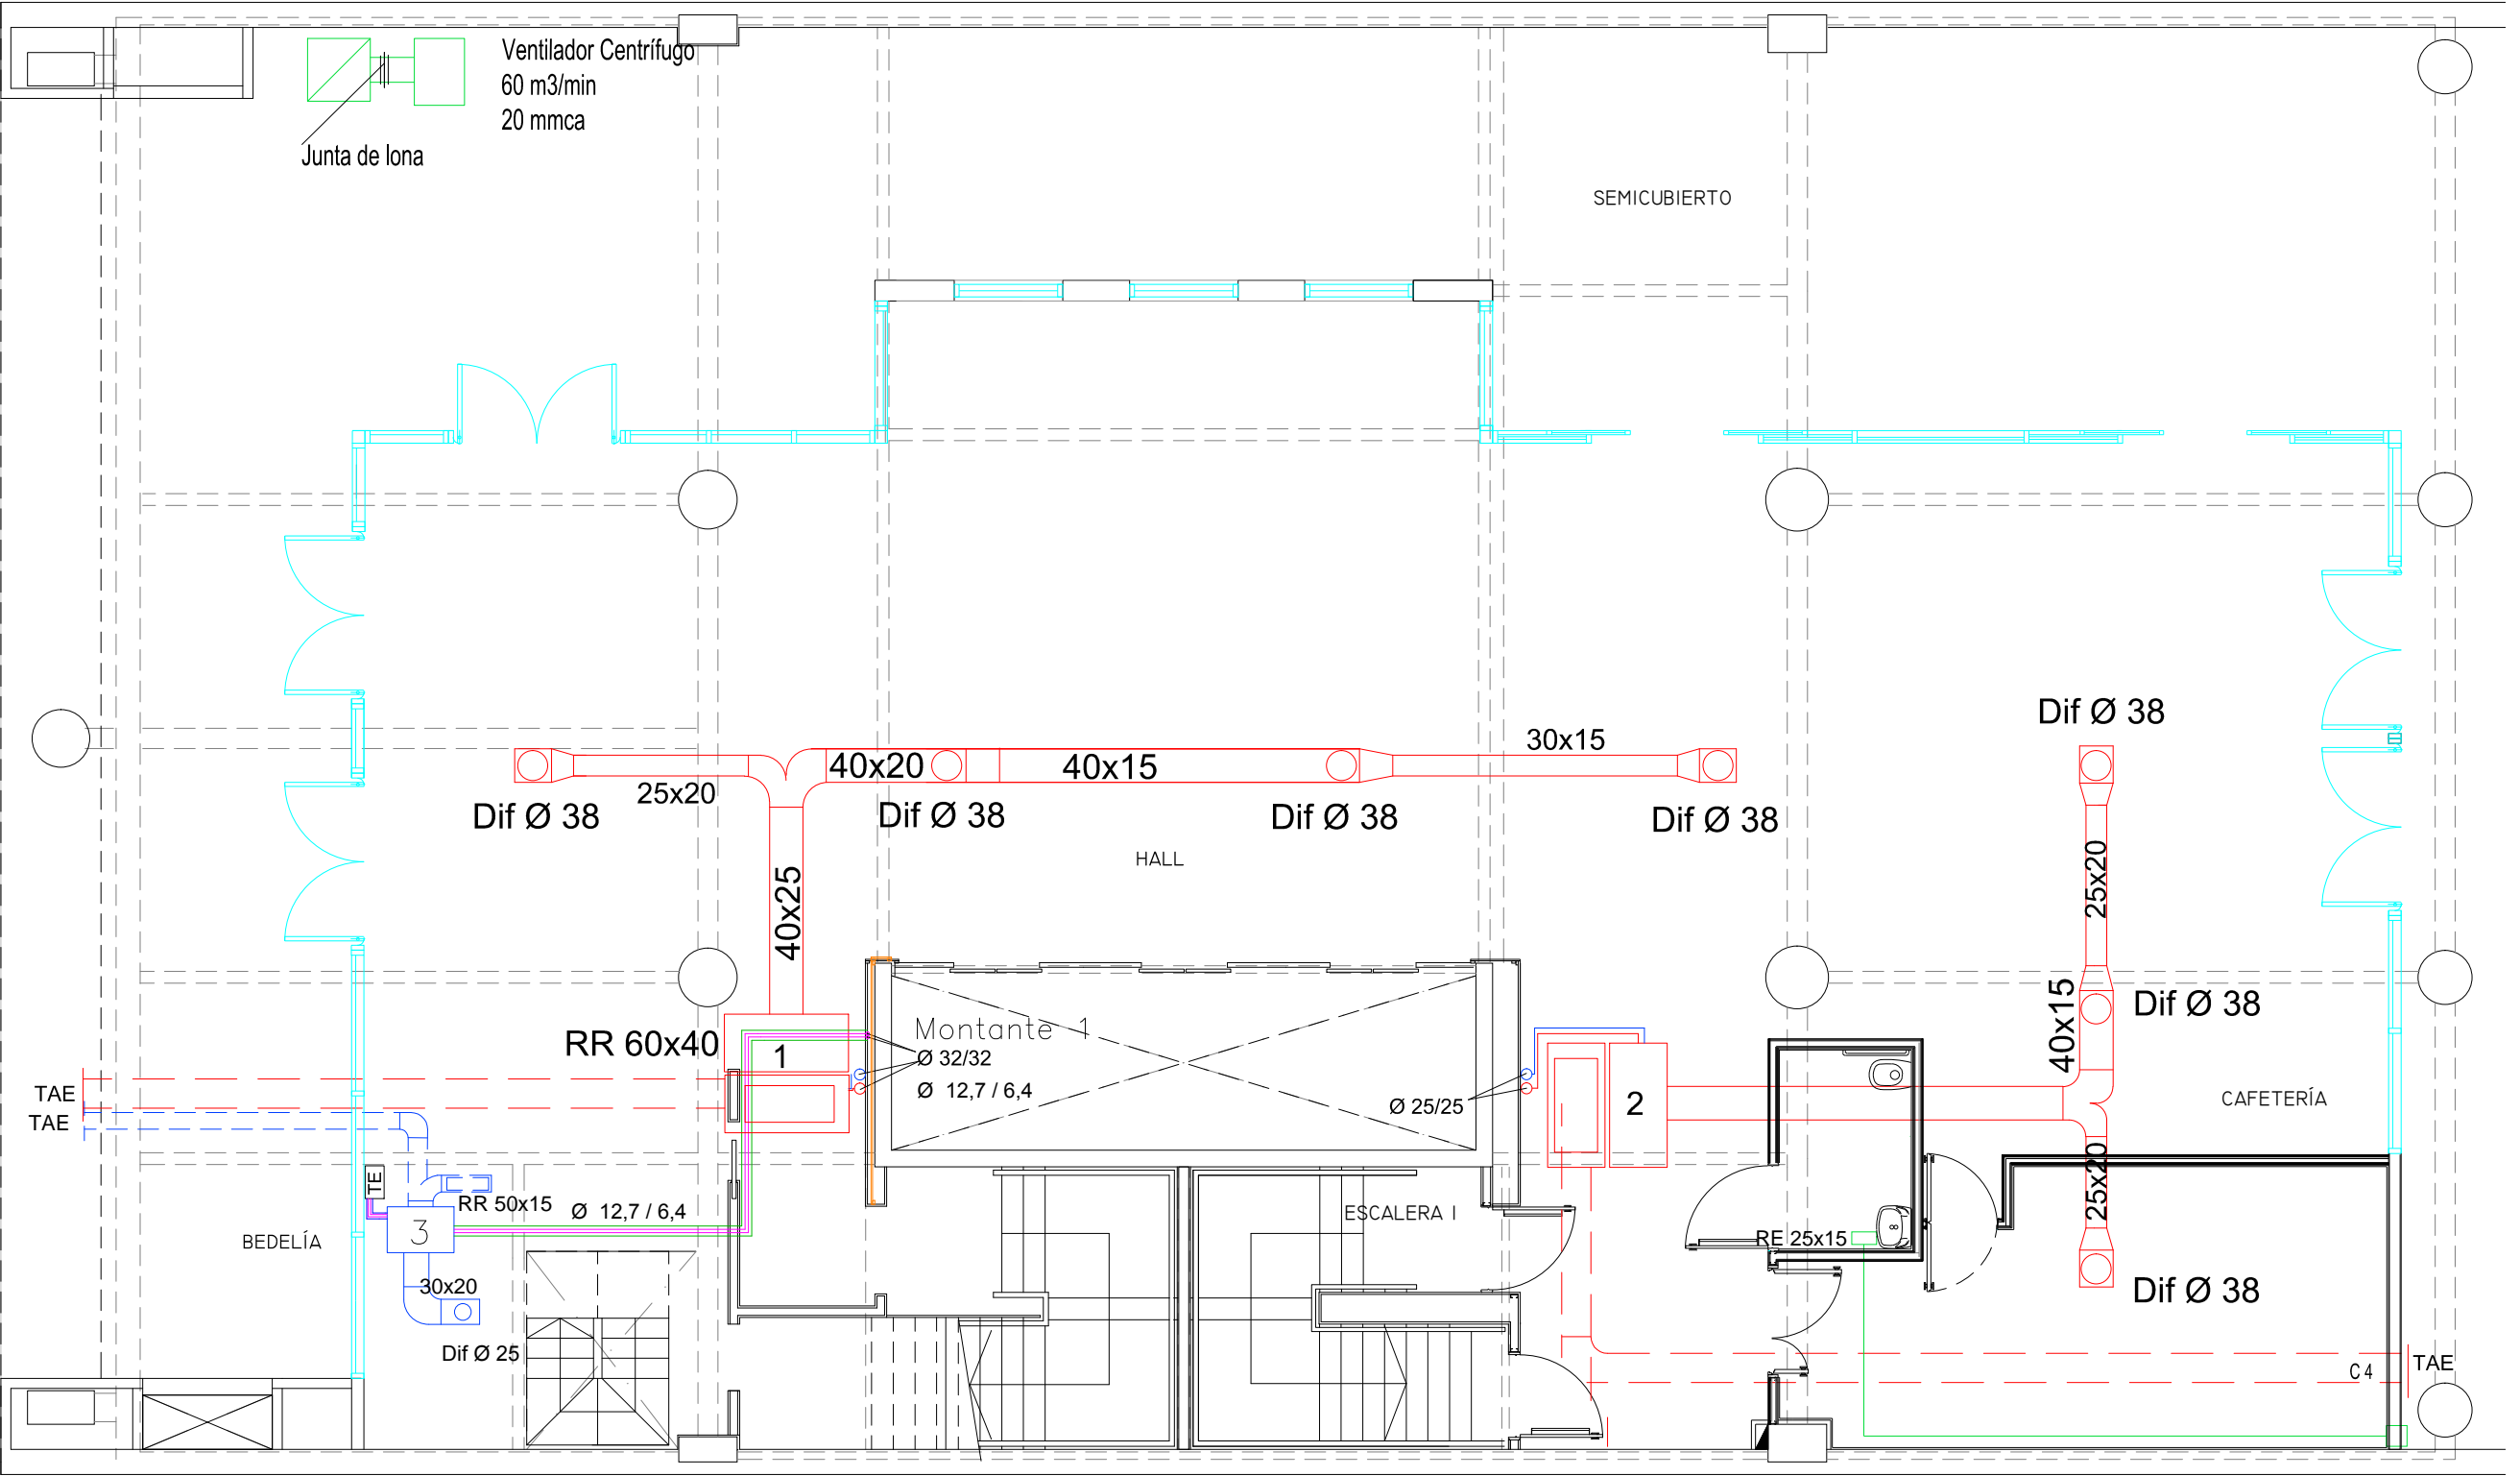 Ventilador Centrífugo
60 m3/min
20 mmca
Junta de lona
SEMICUBIERTO
Dif Ø 38
30x15
40x20
40x15
25x20
Dif Ø 38
Dif Ø 38
Dif Ø 38
Dif Ø 38
HALL
25x20
40x25
40x15
Dif Ø 38
RR 60x40
1
Montante 1
Ø 32/32
Ø 12,7 / 6,4
Ø 25/25
2
CAFETERÍA
TAE
TAE
TE
RR 50x15
Ø 12,7 / 6,4
25x20
ESCALERA I
RE 25x15
BEDELÍA
3
30x20
Dif Ø 38
Dif Ø 25
C4
TAE